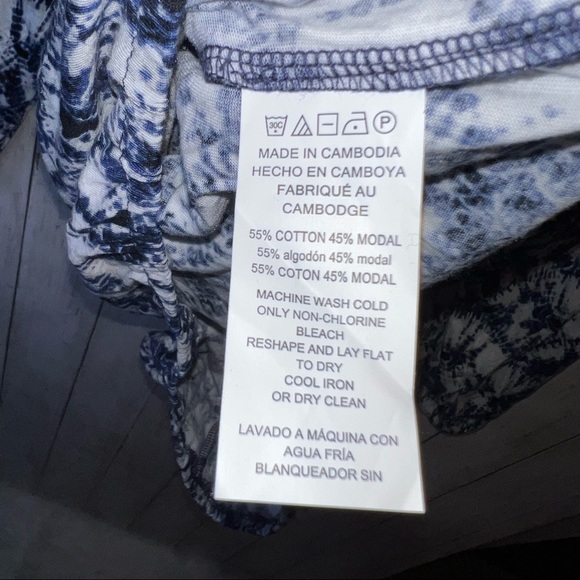 30C P
MADE IN CAMBODIA
HECHO EN CAMBOYA
FABRIQUÉ AU
CAMBODGE
55% COTTON 45% MODAL
55% algodón 45% modal
55% COTON 45% MODAL
MACHINE WASH COLD
ONLY NON-CHLORINE
BLEACH
RESHAPE AND LAY FLAT
TO DRY
COOL IRON
OR DRY CLEAN
LAVADO A MÁQUINA CON
AGUA FRÍA
BLANQUEADOR SIN